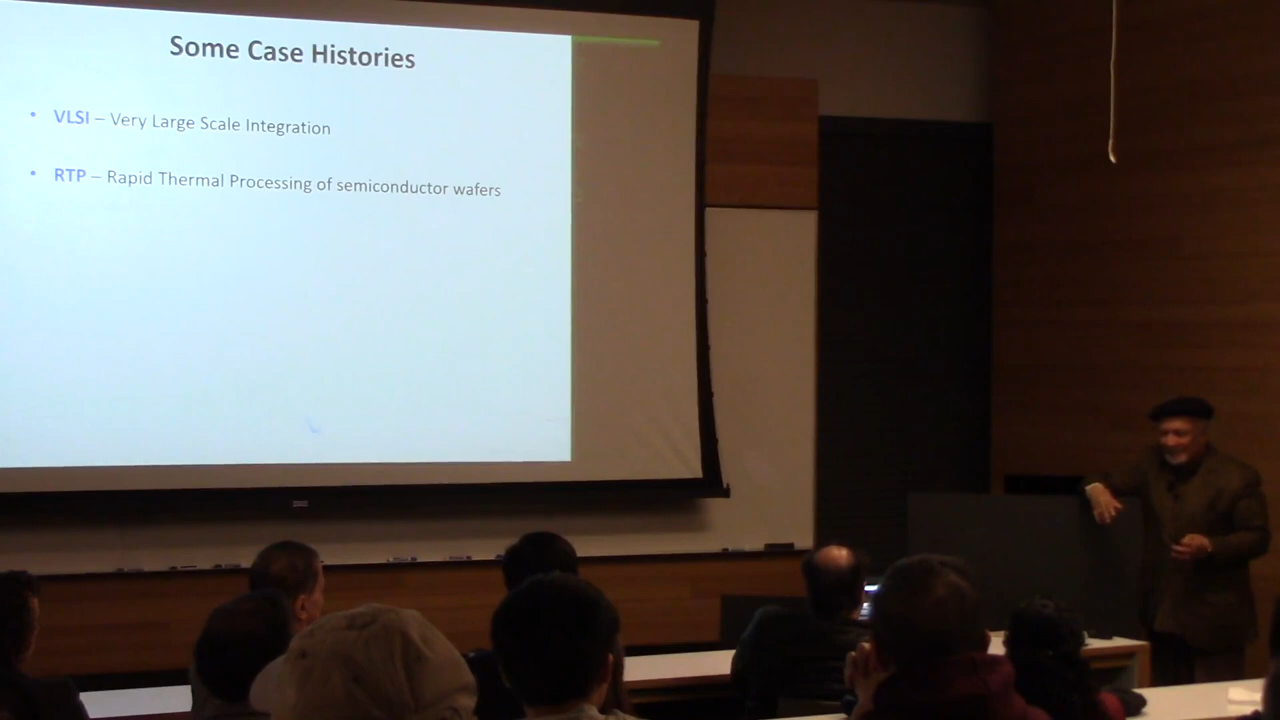 Some Case Histories
• VLSI – Very Large Scale Integration
• RTP – Rapid Thermal Processing of semiconductor wafers